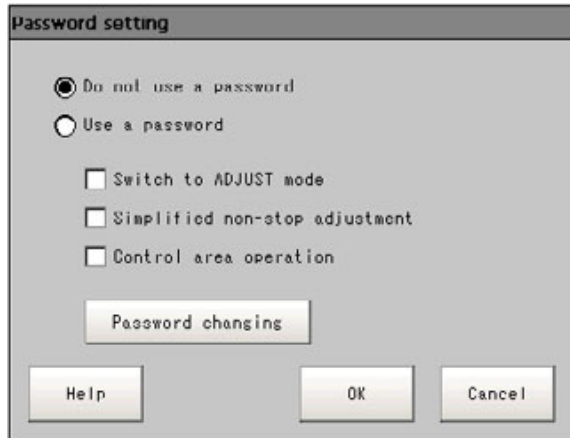 Password setting
Do not use a password
Use a password
Switch to ADJUST mode
Simplified non-stop adjustment
Control area operation
Password changing
Help
OK
Cancel